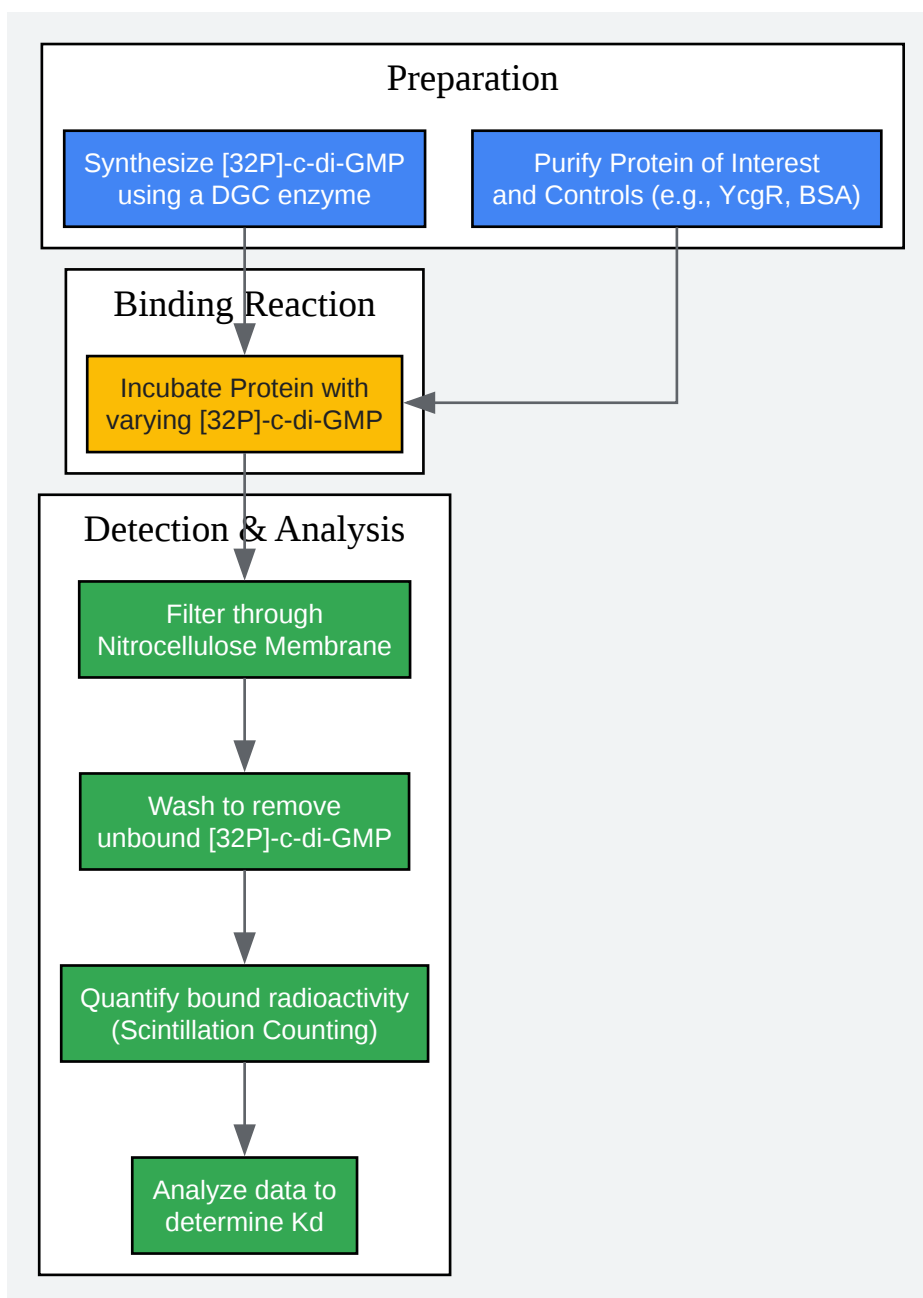 Preparation
Synthesize [32P]-c-di-GMP
using a DGC enzyme
Purify Protein of Interest
and Controls (e.g., YcgR, BSA)
Binding Reaction
Incubate Protein with
varying [32P]-c-di-GMP
Detection & Analysis
Filter through
Nitrocellulose Membrane
Wash to remove
unbound [32P]-c-di-GMP
Quantify bound radioactivity
(Scintillation Counting)
Analyze data to
determine Kd